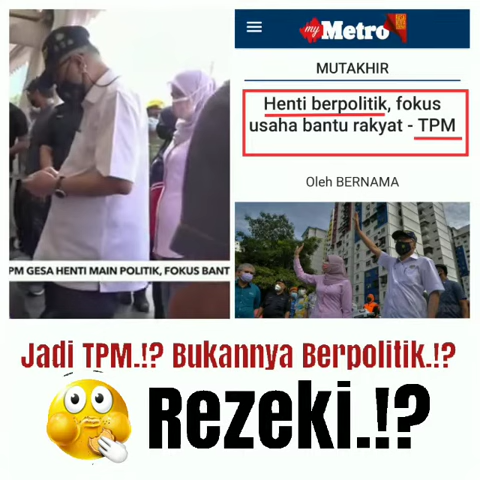 myMetro
MUTAKHIR
Henti berpolitik, fokus
usaha bantu rakyat - TPM
Oleh BERNAMA
PM GESA HENTI MAIN POLITIK, FOKUS BANT
Jadi TPM.!? Bukannya Berpolitik.!?
Rezeki.!?